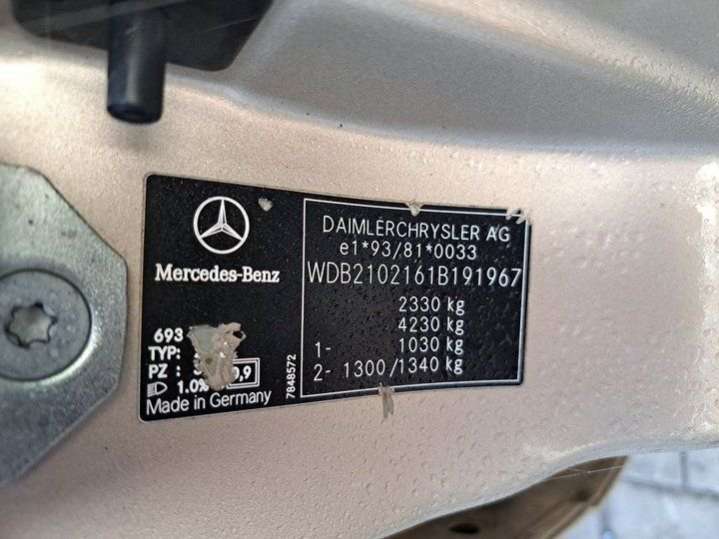 Mercedes-Benz
693
TYP:
PZ : ,9
1.0%
Made in Germany
7848572
DAIMLERCHRYSLER AG
e1*93/81*0033
WDB2102161B191967
2330 kg
4230 kg
1- 1030 kg
2- 1300/1340 kg